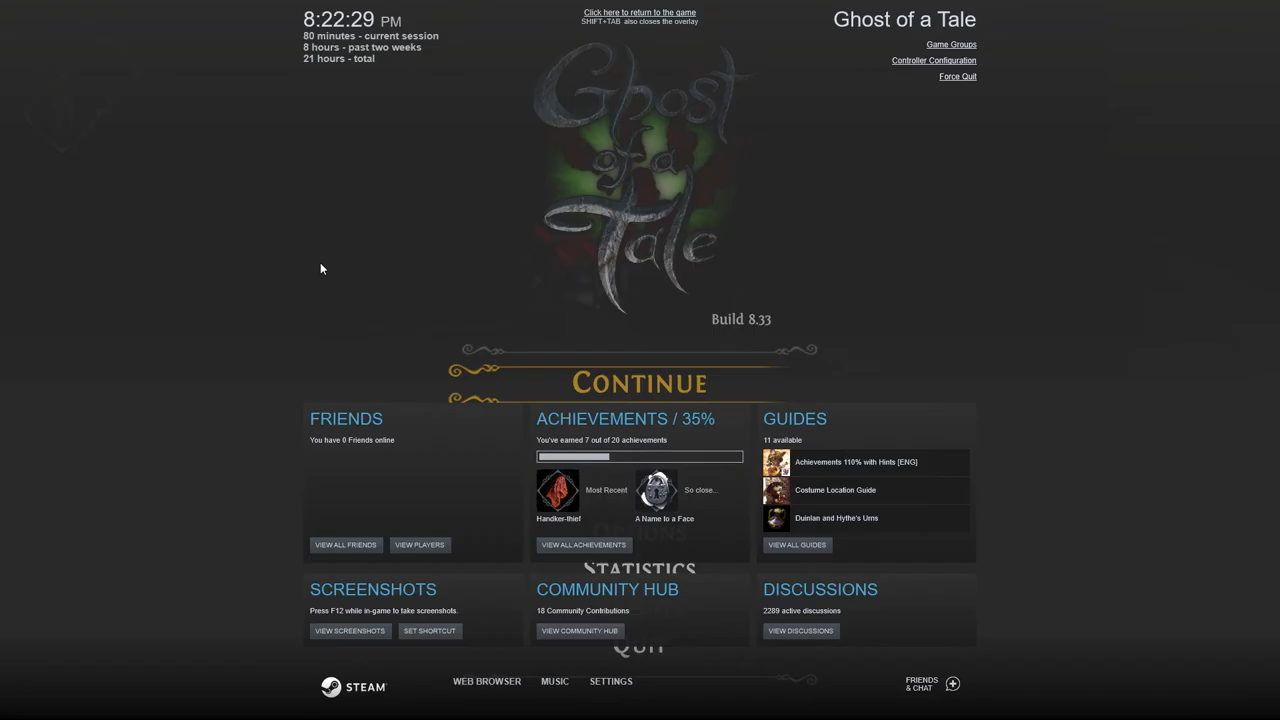 8:22:29 PM
80 minutes - current session
8 hours - past two weeks
21 hours - total
Click here to return to the game
SHIFT+TAB also closes the overlay
Ghost of a Tale
Game Groups
Controller Configuration
Force Quit
Ghost
of a
Tale
Build 8.33
CONTINUE
FRIENDS
You have 0 Friends online
VIEW ALL FRIENDS
VIEW PLAYERS
ACHIEVEMENTS / 35%
You've earned 7 out of 20 achievements
Most Recent
So close...
Handker-thief
A Name to a Face
OPTIONS
VIEW ALL ACHIEVEMENTS
GUIDES
11 available
Achievements 110% with Hints [ENG]
Costume Location Guide
Duinlan and Hythe's Urns
VIEW ALL GUIDES
STATISTICS
SCREENSHOTS
Press F12 while in-game to take screenshots.
VIEW SCREENSHOTS
SET SHORTCUT
COMMUNITY HUB
18 Community Contributions
VIEW COMMUNITY HUB
DISCUSSIONS
2289 active discussions
VIEW DISCUSSIONS
QUIT
STEAM
WEB BROWSER
MUSIC
SETTINGS
FRIENDS
& CHAT